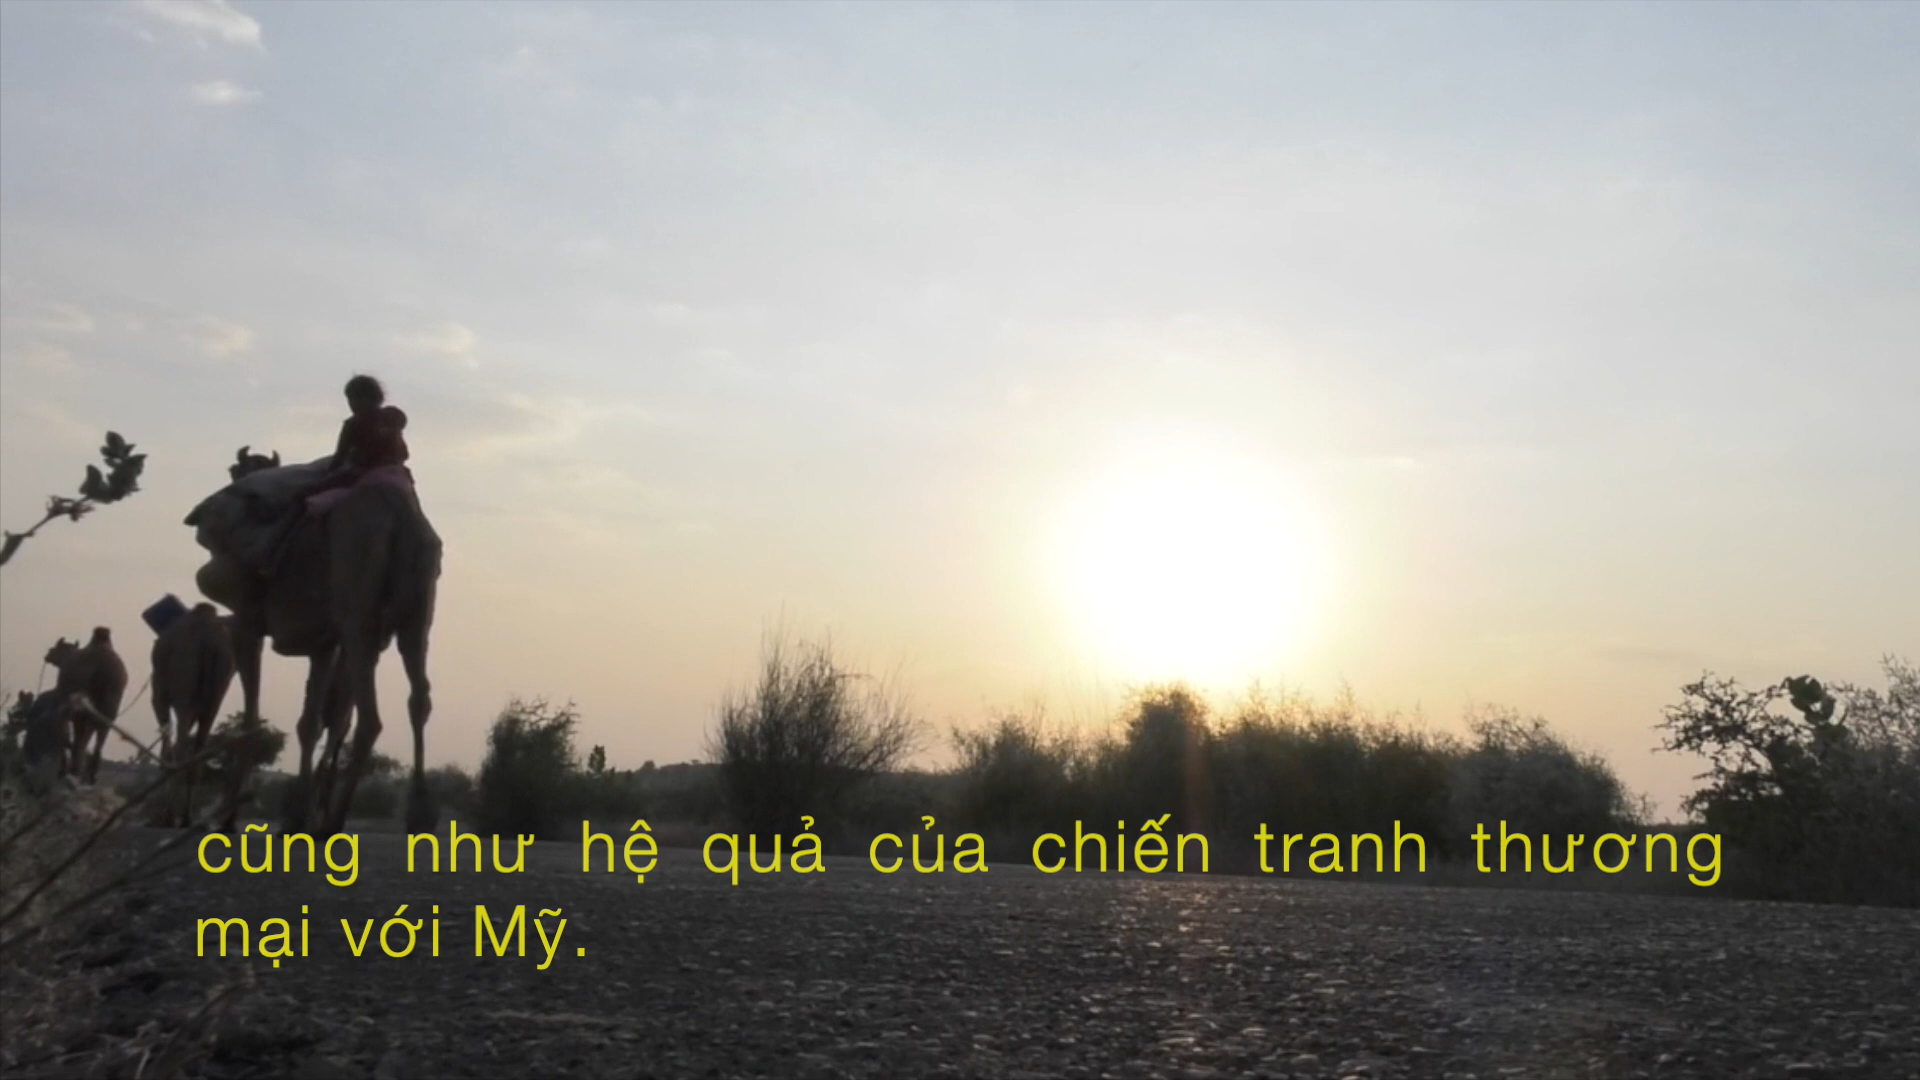 cũng như hệ quả của chiến tranh thương
mại với Mỹ.